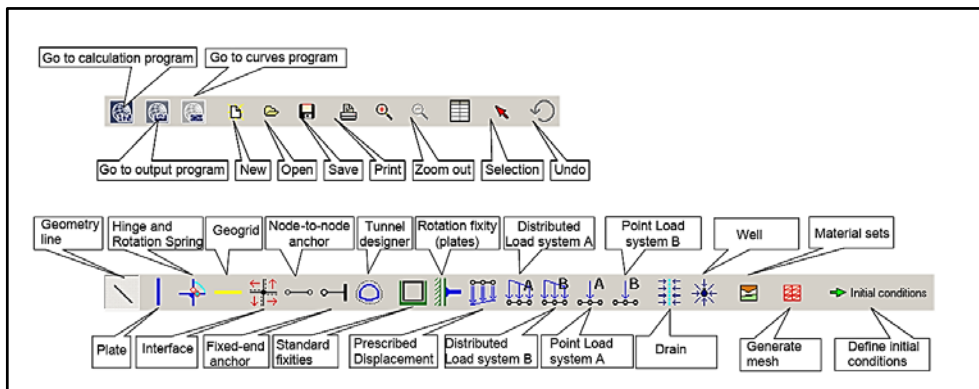 Go to calculation program
Go to curves program
Go to output program
New
Open
Save
Print
Zoom out
Selection
Undo
Geometry
line
Hinge and
Rotation Spring
Geogrid
Node-to-node
anchor
Tunnel
designer
Rotation fixity
(plates)
Distributed
Load system A
Point Load
system B
Well
Material sets
A
B
A
B
Initial conditions
Plate
Interface
Fixed-end
anchor
Standard
fixities
Prescribed
Displacement
Distributed
Load system B
Point Load
system A
Drain
Generate
mesh
Define initial
conditions